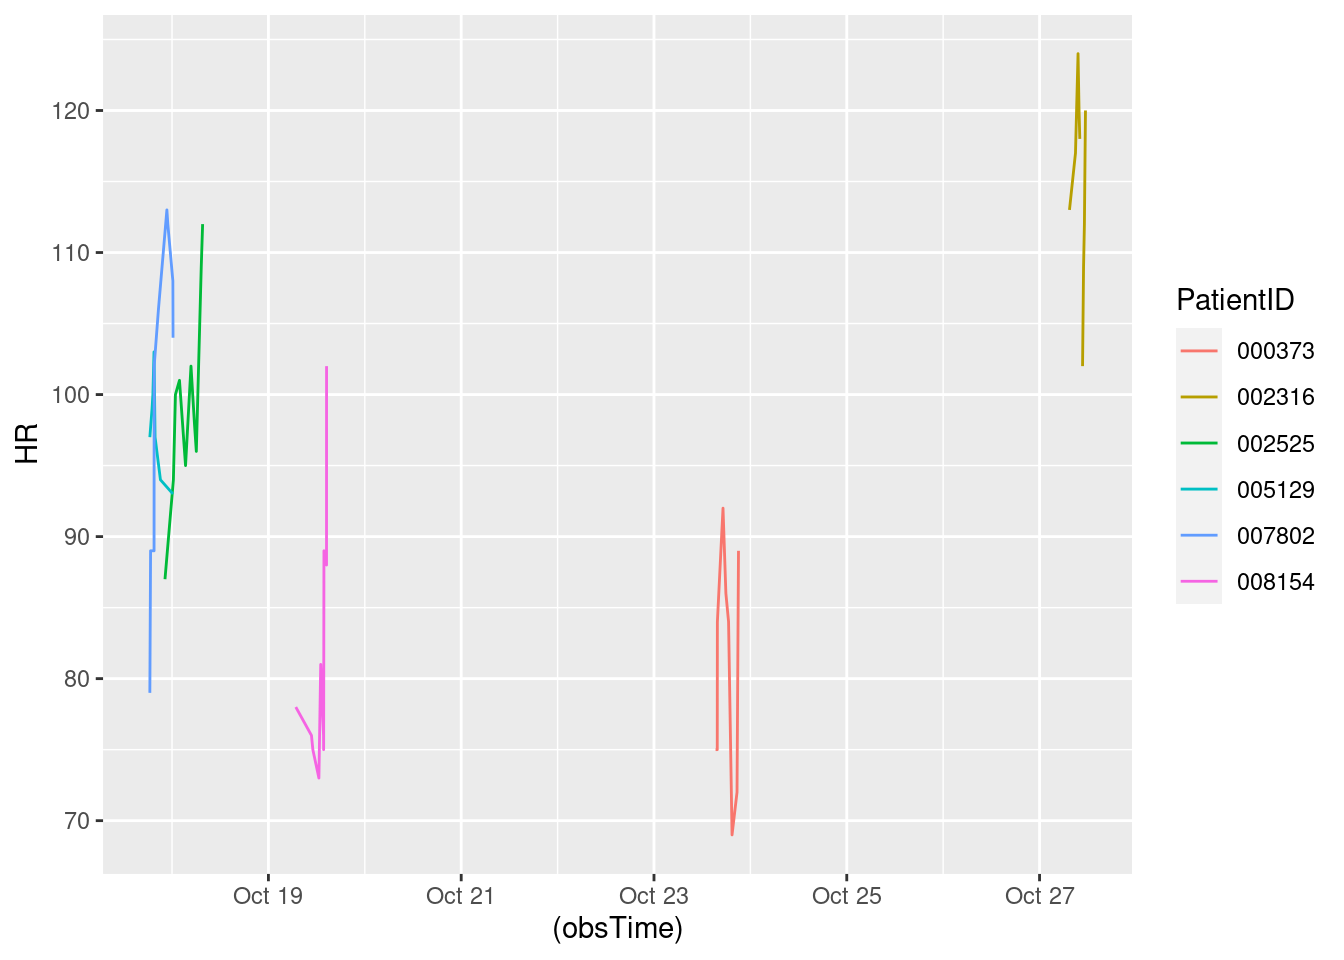 HR
120
110
100
90
80
70
Oct 19
Oct 21
Oct 23
Oct 25
Oct 27
(obsTime)
PatientID
000373
002316
002525
005129
007802
008154